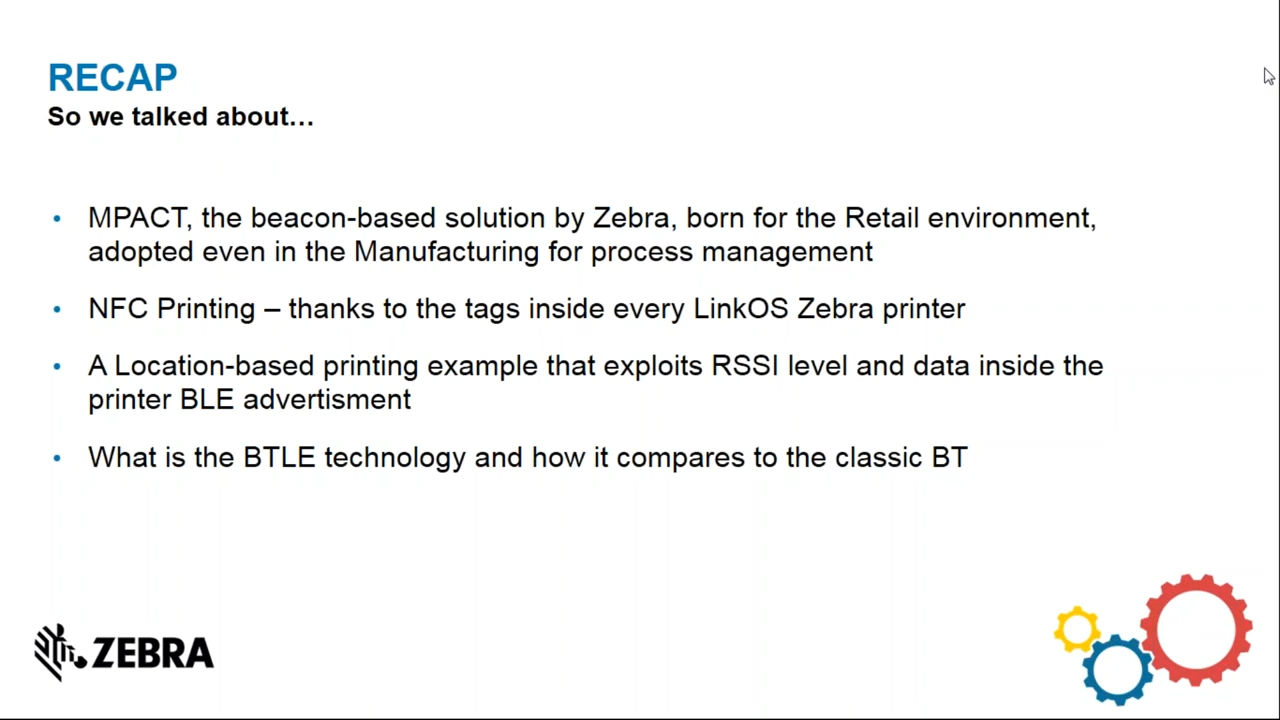 RECAP
So we talked about…
• MPACT, the beacon-based solution by Zebra, born for the Retail environment,
adopted even in the Manufacturing for process management
• NFC Printing – thanks to the tags inside every LinkOS Zebra printer
• A Location-based printing example that exploits RSSI level and data inside the
printer BLE advertisment
• What is the BTLE technology and how it compares to the classic BT
ZEBRA